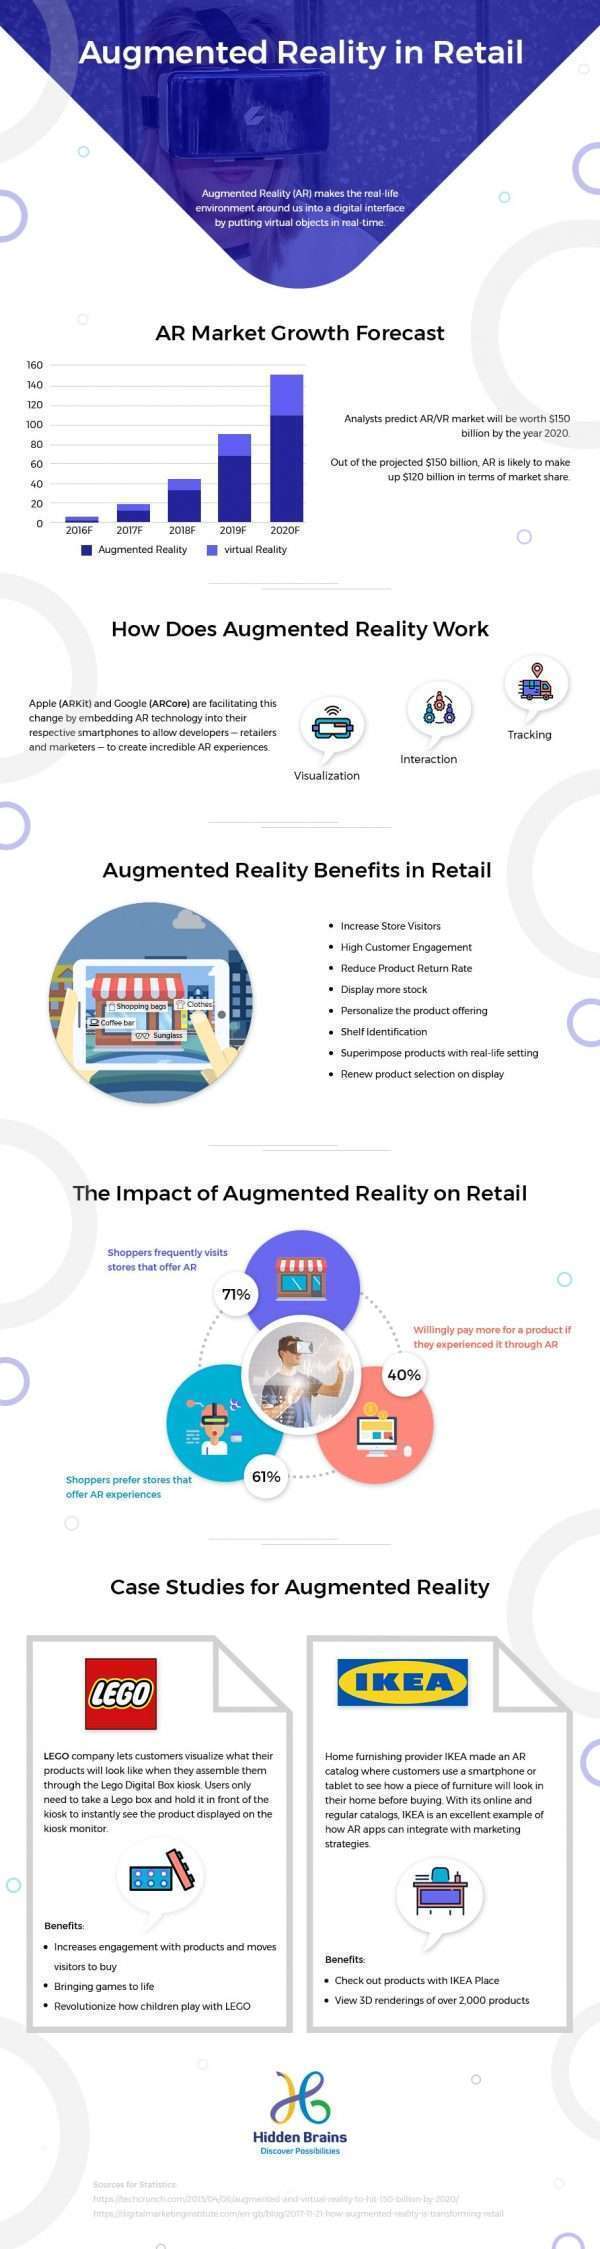 Augmented Reality in Retail
Augmented Reality (AR) makes the real-life
environment around us into a digital interface
by putting virtual objects in real-time.
AR Market Growth Forecast
160
140
120
100
80
60
40
20
0
2016F 2017F 2018F 2019F 2020F
Augmented Reality virtual Reality
Analysts predict AR/VR market will be worth $150
billion by the year 2020.
Out of the projected $150 billion, AR is likely to make
up $120 billion in terms of market share.
How Does Augmented Reality Work
Apple (ARKit) and Google (ARCore) are facilitating this
change by embedding AR technology into their
respective smartphones to allow developers — retailers
and marketers — to create incredible AR experiences.
Visualization
Interaction
Tracking
Augmented Reality Benefits in Retail
Shopping bags
Clothes
Coffee bar
Sunglass
• Increase Store Visitors
• High Customer Engagement
• Reduce Product Return Rate
• Display more stock
• Personalize the product offering
• Shelf Identification
• Superimpose products with real-life setting
• Renew product selection on display
The Impact of Augmented Reality on Retail
Shoppers frequently visits
stores that offer AR
71%
Willingly pay more for a product if
they experienced it through AR
40%
61%
Shoppers prefer stores that
offer AR experiences
Case Studies for Augmented Reality
LEGO
LEGO company lets customers visualize what their
products will look like when they assemble them
through the Lego Digital Box kiosk. Users only
need to take a Lego box and hold it in front of the
kiosk to instantly see the product displayed on the
kiosk monitor.
Benefits:
• Increases engagement with products and moves
visitors to buy
• Bringing games to life
• Revolutionize how children play with LEGO
IKEA
Home furnishing provider IKEA made an AR
catalog where customers use a smartphone or
tablet to see how a piece of furniture will look in
their home before buying. With its online and
regular catalogs, IKEA is an excellent example of
how AR apps can integrate with marketing
strategies.
Benefits:
• Check out products with IKEA Place
• View 3D renderings of over 2,000 products
Hidden Brains
Discover Possibilities
Sources for Statistics:
https://techcrunch.com/2015/04/06/augmented-and-virtual-reality-to-hit-150-billion-by-2020/
https://digitalmarketinginstitute.com/en-gb/blog/2017-11-21-how-augmented-reality-is-transforming-retail